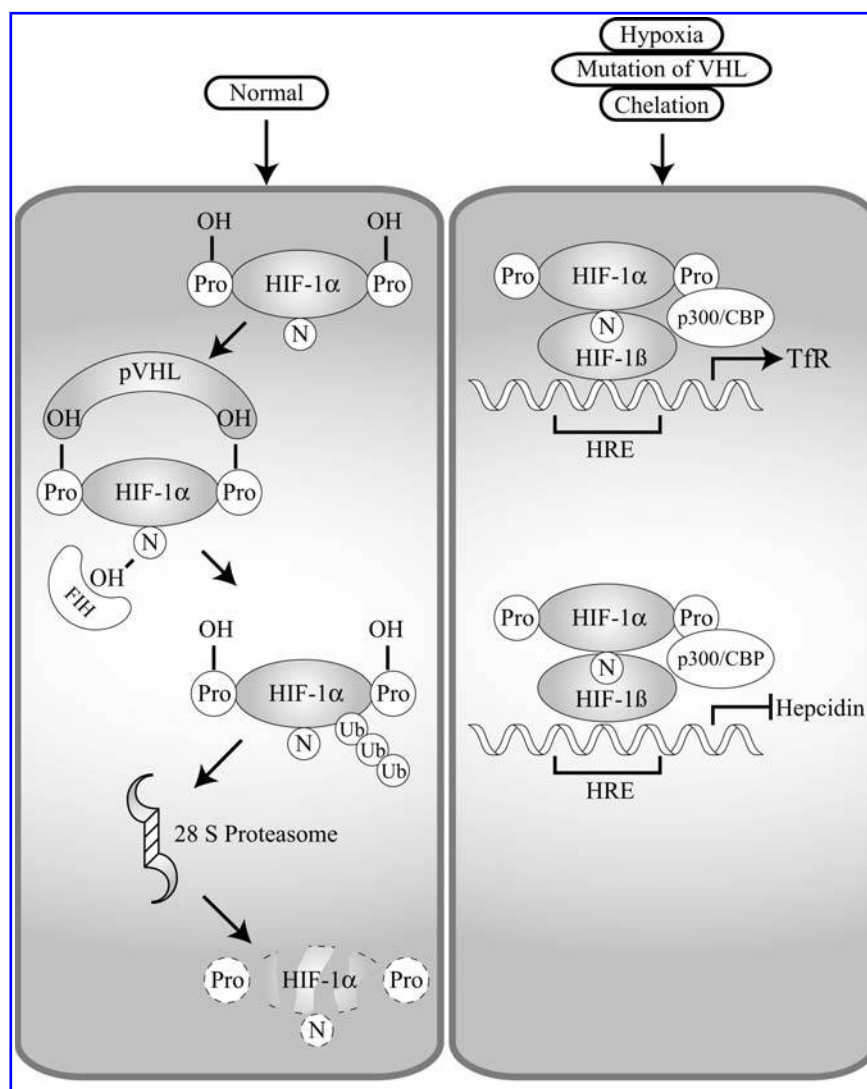 Normal
OH OH
Pro HIF-1α Pro
N
pVHL
OH OH
Pro HIF-1α Pro
N
OH
FIH
OH OH
Pro HIF-1α Pro
N Ub
Ub
Ub
28 S Proteasome
Pro HIF-1α Pro
N
Hypoxia
Mutation of VHL
Chelation
Pro HIF-1α Pro
p300/CBP
N
HIF-1ß
TfR
HRE
Pro HIF-1α Pro
p300/CBP
N
HIF-1ß
Hepcidin
HRE